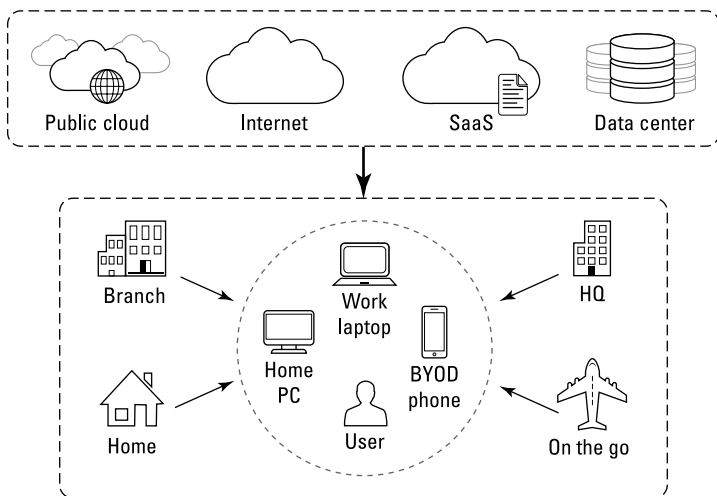 Public cloud
Internet
SaaS
Data center
Branch
Work
laptop
HQ
Home
PC
BYOD
phone
Home
User
On the go